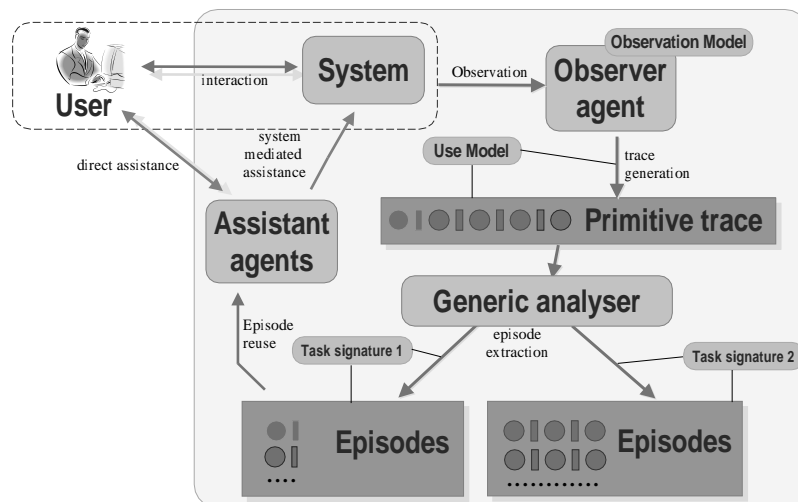 Observation Model
System
Observation
Observer
agent
interaction
User
direct assistance
system
mediated
assistance
Use Model
trace
generation
Primitive trace
Assistant
agents
Generic analyser
Episode
reuse
episode
extraction
Task signature 1
Task signature 2
Episodes
Episodes